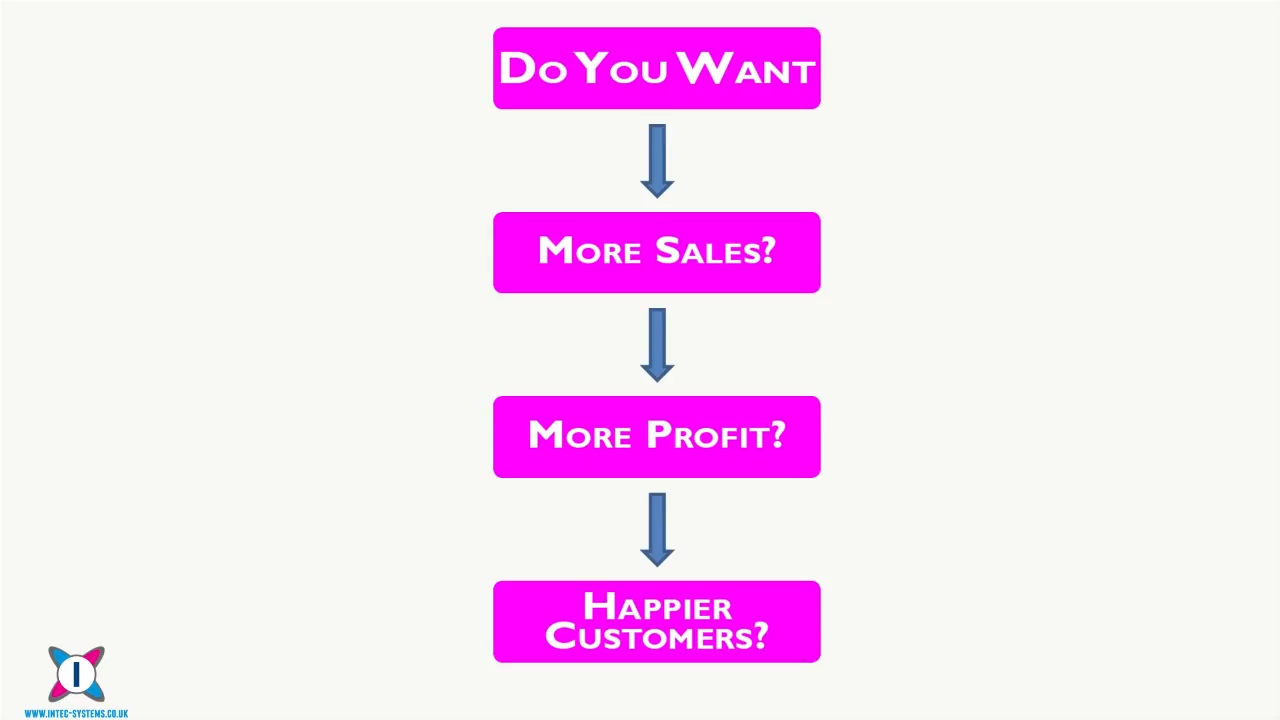 Do You Want
More Sales?
More Profit?
Happier
Customers?
I
www.intec-systems.co.uk